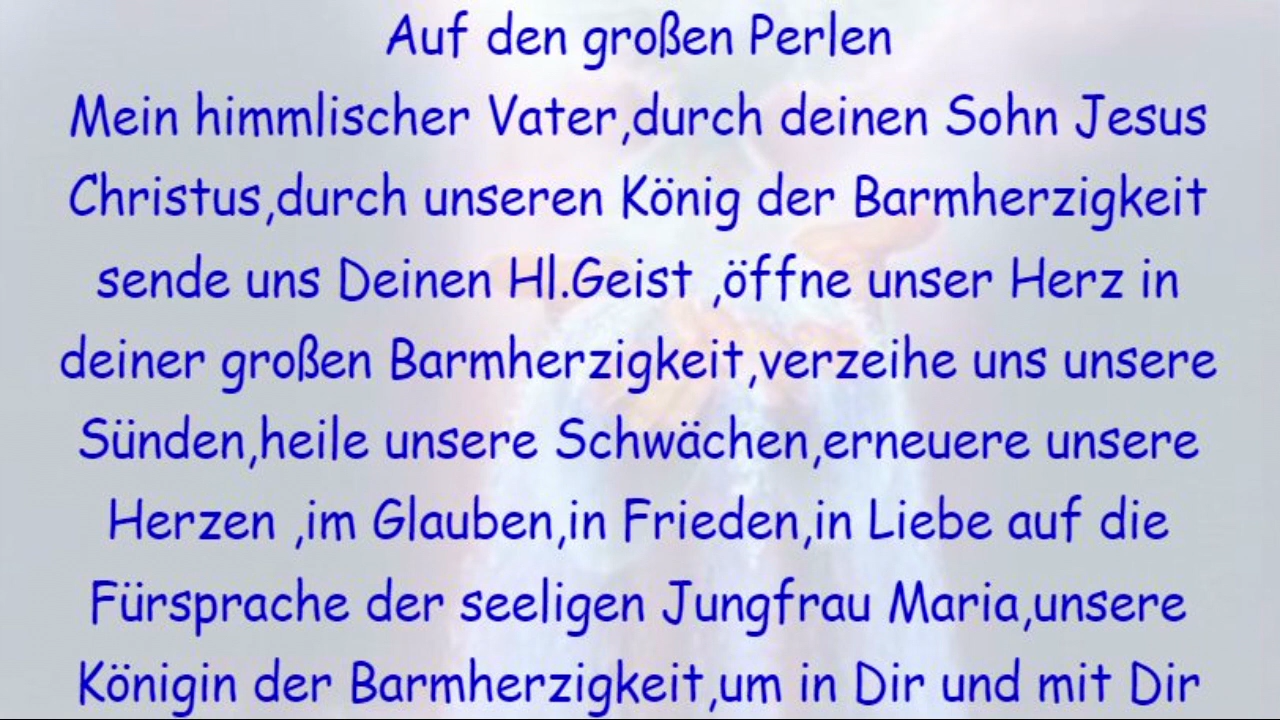 Auf den großen Perlen
Mein himmlischer Vater,durch deinen Sohn Jesus
Christus,durch unseren König der Barmherzigkeit
sende uns Deinen Hl.Geist ,öffne unser Herz in
deiner großen Barmherzigkeit,verzeihe uns unsere
Sünden,heile unsere Schwächen,erneuere unsere
Herzen ,im Glauben,in Frieden,in Liebe auf die
Fürsprache der seeligen Jungfrau Maria,unsere
Königin der Barmherzigkeit,um in Dir und mit Dir